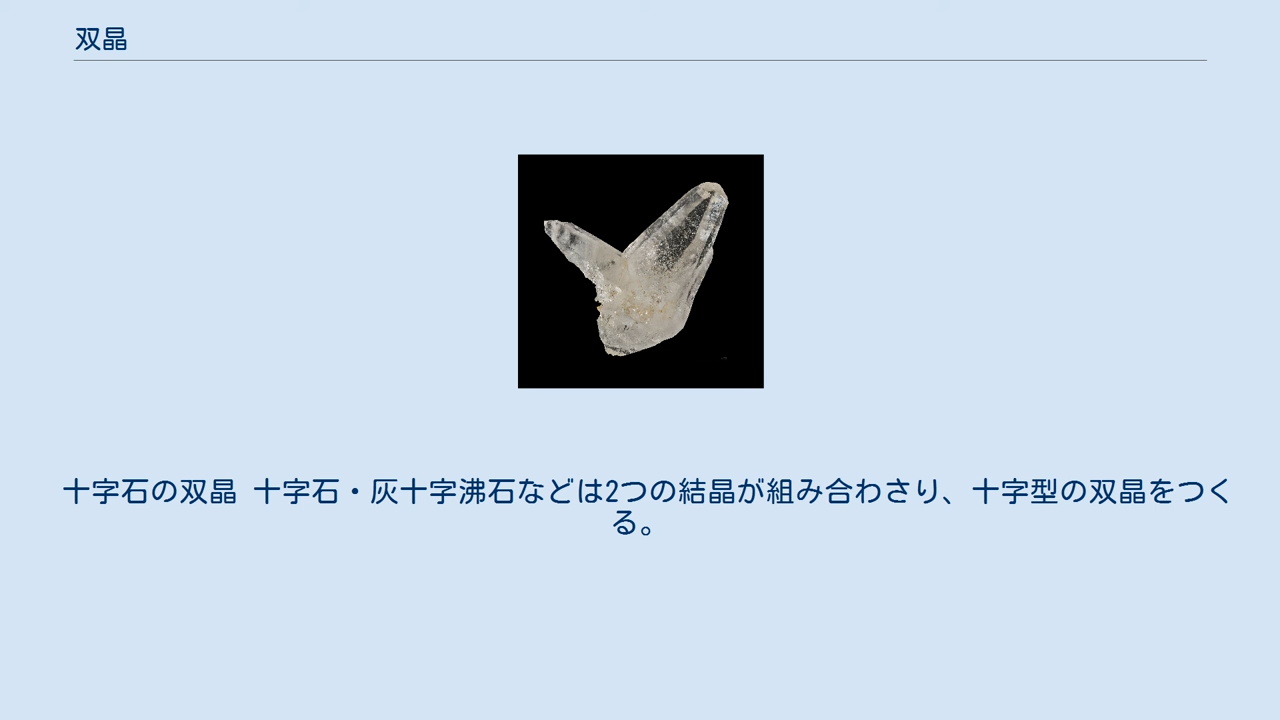 双晶
十字石の双晶 十字石・灰十字沸石などは2つの結晶が組み合わさり、十字型の双晶をつく
る。